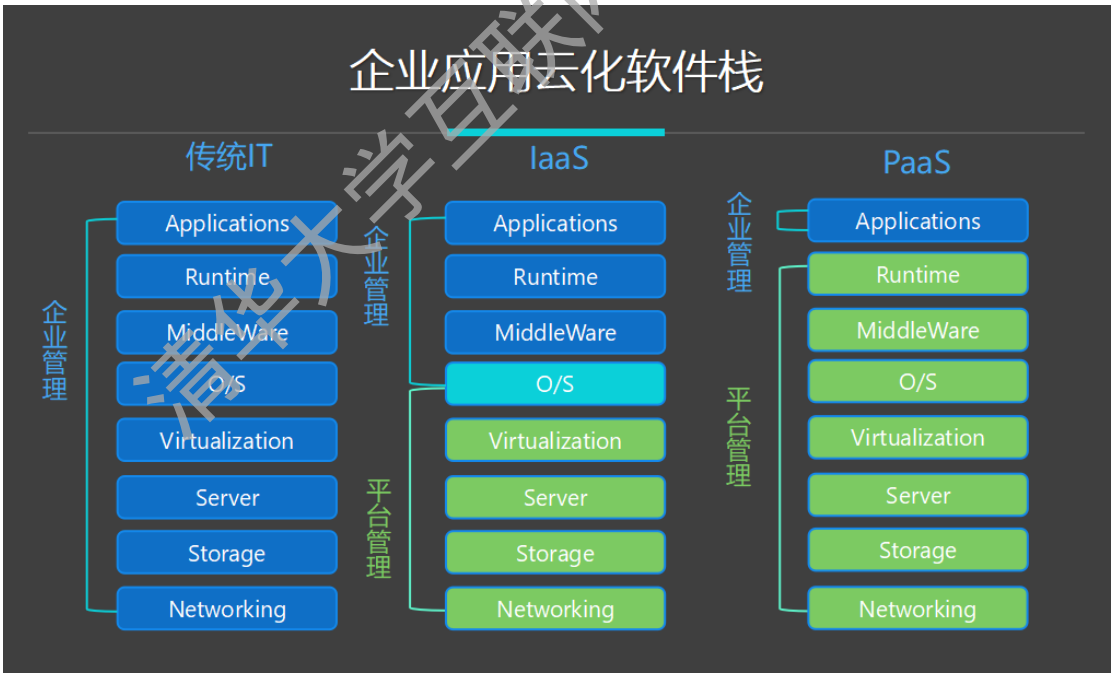 企业应用云化软件栈
传统IT
Applications
Runtime
MiddleWare
O/S
Virtualization
Server
Storage
Networking
企业管理
IaaS
Applications
Runtime
MiddleWare
O/S
Virtualization
Server
Storage
Networking
企业管理
平台管理
PaaS
Applications
Runtime
MiddleWare
O/S
Virtualization
Server
Storage
Networking
企业管理
平台管理
清华大学互联